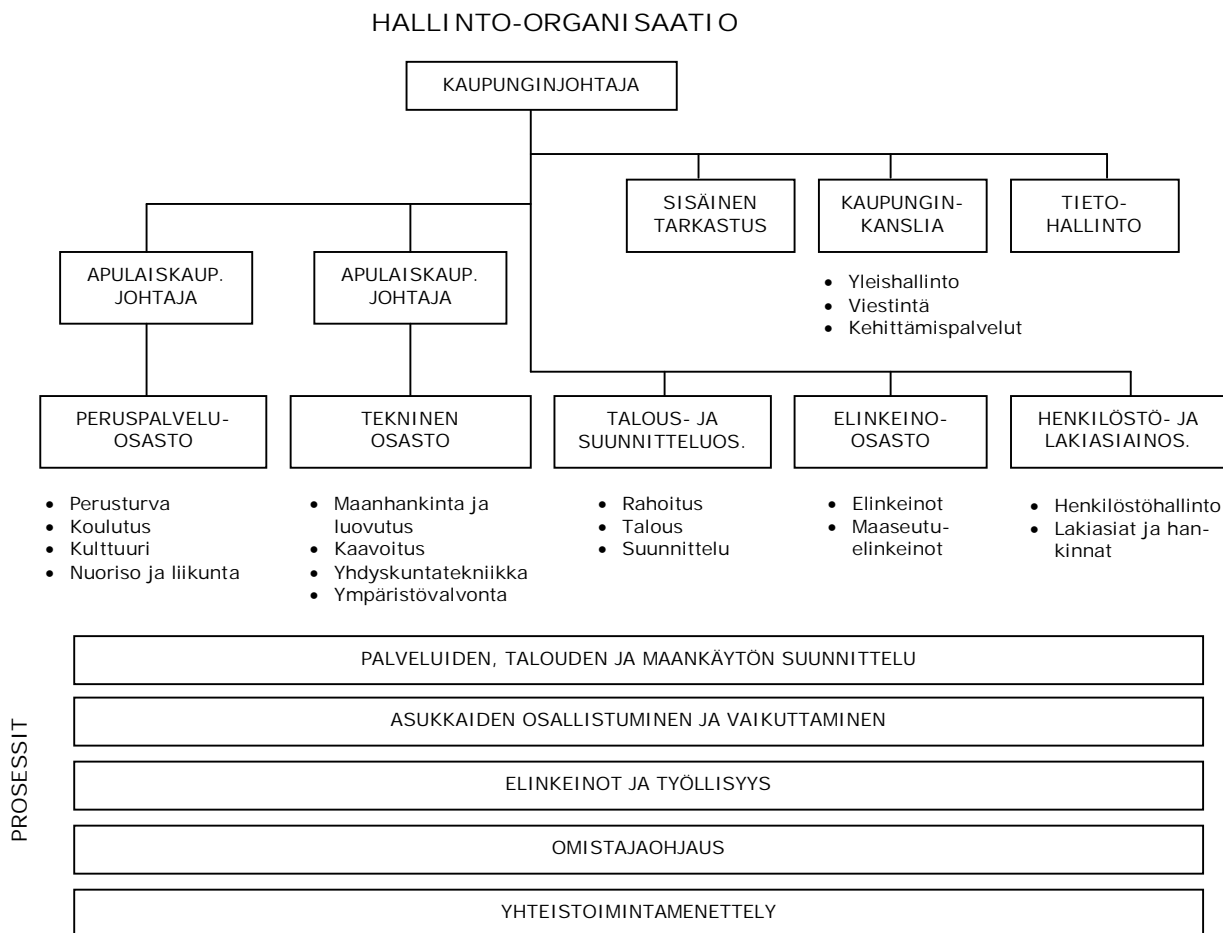 HALLINTO-ORGANISAATIO
KAUPUNGINJOHTAJA
SISÄINEN
TARKASTUS
KAUPUNGIN-
KANSLIA
TIETO-
HALLINTO
• Yleishallinto
• Viestintä
• Kehittämispalvelut
APULAISKAUP.
JOHTAJA
APULAISKAUP.
JOHTAJA
PERUSPALVELU-
OSASTO
TEKNINEN
OSASTO
TALOUS- JA
SUUNNITTELUOS.
ELINKEINO-
OSASTO
HENKILÖSTÖ- JA
LAKIASIAINOS.
• Perusturva
• Koulutus
• Kulttuuri
• Nuoriso ja liikunta
• Maanhankinta ja
luovutus
• Kaavoitus
• Yhdyskuntatekniikka
• Ympäristövalvonta
• Rahoitus
• Talous
• Suunnittelu
• Elinkeinot
• Maaseutu-
elinkeinot
• Henkilöstöhallinto
• Lakiasiat ja han-
kinnat
PROSESSIT
PALVELUIDEN, TALOUDEN JA MAANKÄYTÖN SUUNNITTELU
ASUKKAIDEN OSALLISTUMINEN JA VAIKUTTAMINEN
ELINKEINOT JA TYÖLLISYYS
OMISTAJAOHJAUS
YHTEISTOIMINTAMENETTELY